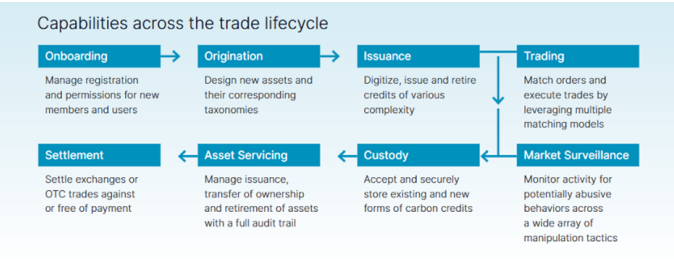 Capabilities across the trade lifecycle
Onboarding
Manage registration
and permissions for new
members and users
Origination
Design new assets and
their corresponding
taxonomies
Issuance
Digitize, issue and retire
credits of various
complexity
Trading
Match orders and
execute trades by
leveraging multiple
matching models
Settlement
Settle exchanges or
OTC trades against
or free of payment
Asset Servicing
Manage issuance,
transfer of ownership
and retirement of assets
with a full audit trail
Custody
Accept and securely
store existing and new
forms of carbon credits
Market Surveillance
Monitor activity for
potentially abusive
behaviors across
a wide array of
manipulation tactics